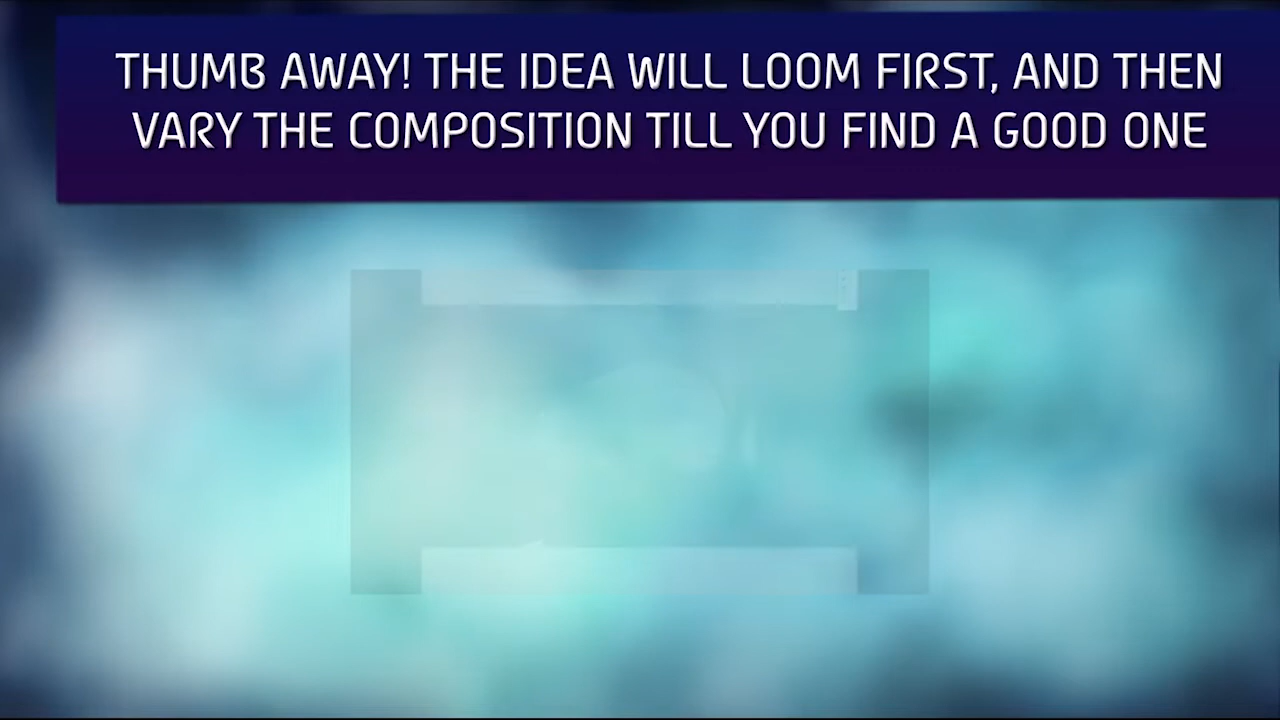 THUMB AWAY! THE IDEA WILL LOOM FIRST, AND THEN
VARY THE COMPOSITION TILL YOU FIND A GOOD ONE